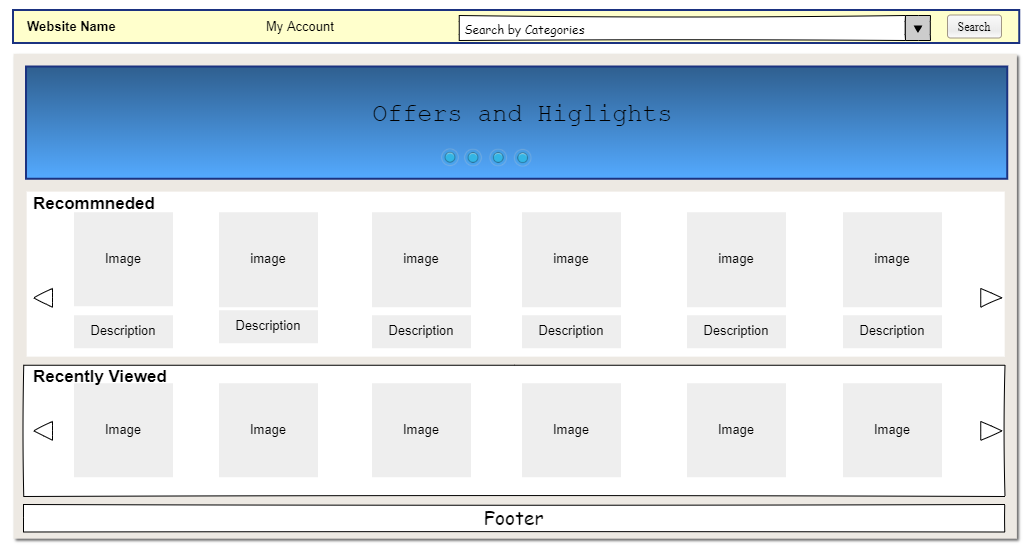 Website Name My Account Search by Categories Search
Offers and Higlights
Recommneded
Image image image image image image
Description Description Description Description Description Description
Recently Viewed
Image Image Image Image Image Image
Footer